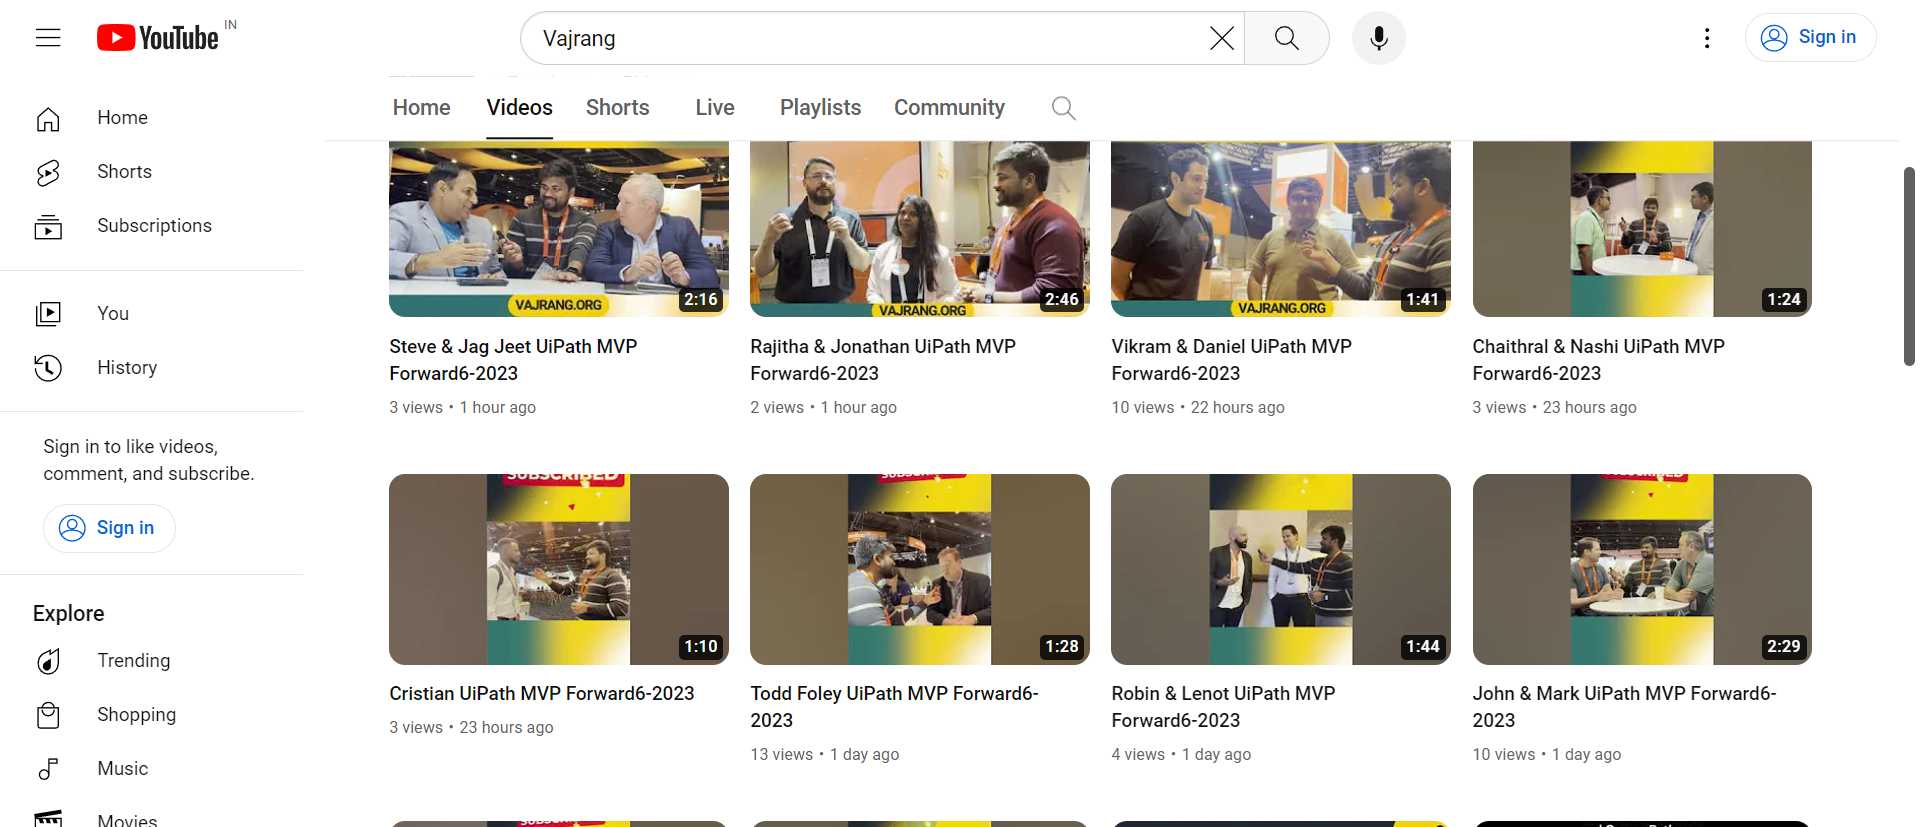 YouTube IN
Vajrang
Sign in
Home
Videos
Shorts
Live
Playlists
Community
Home
Shorts
Subscriptions
You
History
Sign in to like videos,
comment, and subscribe.
Sign in
Explore
Trending
Shopping
Music
Movies
VAJRANG.ORG
2:16
Steve & Jag Jeet UiPath MVP
Forward6-2023
3 views • 1 hour ago
VAJRANG.ORG
2:46
Rajitha & Jonathan UiPath MVP
Forward6-2023
2 views • 1 hour ago
VAJRANG.ORG
1:41
Vikram & Daniel UiPath MVP
Forward6-2023
10 views • 22 hours ago
1:24
Chaithral & Nashi UiPath MVP
Forward6-2023
3 views • 23 hours ago
SUBSCRIBED
1:10
Cristian UiPath MVP Forward6-2023
3 views • 23 hours ago
1:28
Todd Foley UiPath MVP Forward6-
2023
13 views • 1 day ago
1:44
Robin & Lenot UiPath MVP
Forward6-2023
4 views • 1 day ago
2:29
John & Mark UiPath MVP Forward6-
2023
10 views • 1 day ago